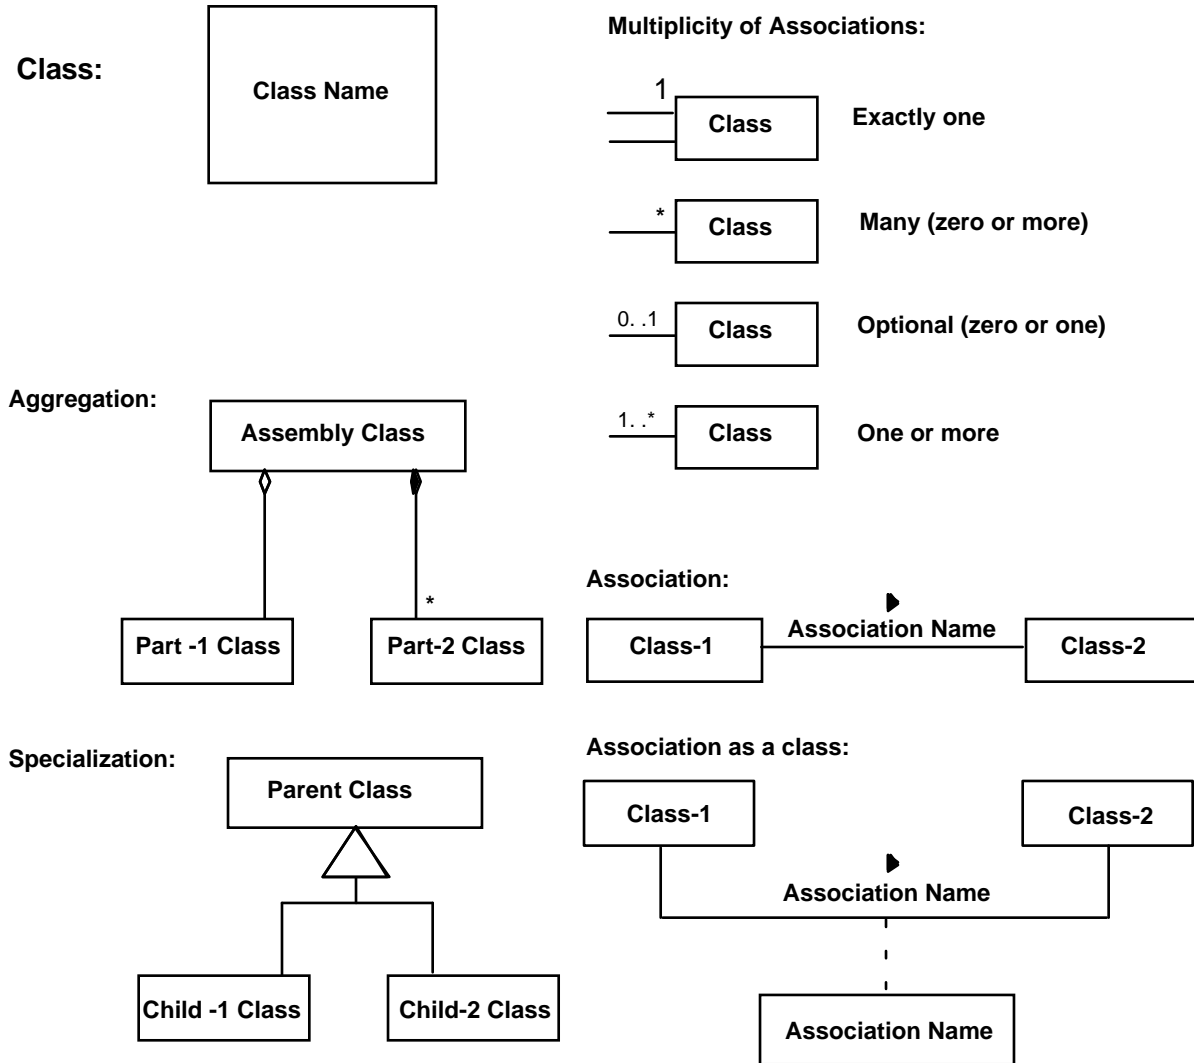 Class:
Class Name
Multiplicity of Associations:
1
Class
Exactly one
*
Class
Many (zero or more)
0. .1
Class
Optional (zero or one)
1. .*
Class
One or more
Aggregation:
Assembly Class
*
Part -1 Class
Part-2 Class
Association:
Class-1
Association Name
Class-2
Specialization:
Parent Class
Child -1 Class
Child-2 Class
Association as a class:
Class-1
Class-2
Association Name
Association Name